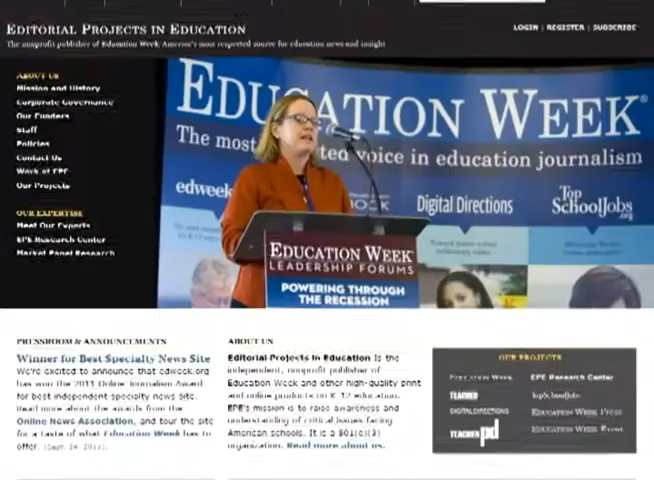 EDITORIAL PROJECTS IN EDUCATION
LOGIN | REGISTER | SUBSCRIBE
The nonprofit publisher of Education Week, America's most respected source for education news and insight
ABOUT US
Mission and History
Corporate Governance
Our Funders
Staff
Policies
Contact Us
Work at EPE
Our Projects
OUR EXPERTISE
Meet Our Experts
EPE Research Center
Market Panel Research
EDUCATION WEEK®
The most ted voice in education journalism
edweek
Digital Directions
Top
SchoolJobs
.org
EDUCATION WEEK
LEADERSHIP FORUMS
POWERING THROUGH
THE RECESSION
PRESSROOM & ANNOUNCEMENTS
Winner for Best Specialty News Site
We're excited to announce that edweek.org
has won the 2011 Online Journalism Award
for best independent specialty news site.
Read more about the awards from the
Online News Association, and tour the site
for a taste of what Education Week has to
offer. (Sept. 24, 2011).
ABOUT US
Editorial Projects in Education is the
independent, nonprofit publisher of
Education Week and other high-quality print
and online products on K-12 education.
EPE's mission is to raise awareness and
understanding of critical issues facing
American schools. It is a 501(c)(3)
organization. Read more about us.
OUR PROJECTS
EDUCATION WEEK
EPE Research Center
TEACHER
TopSchoolJobs
DIGITAL DIRECTIONS
EDUCATION WEEK Press
TEACHER pd
EDUCATION WEEK Event